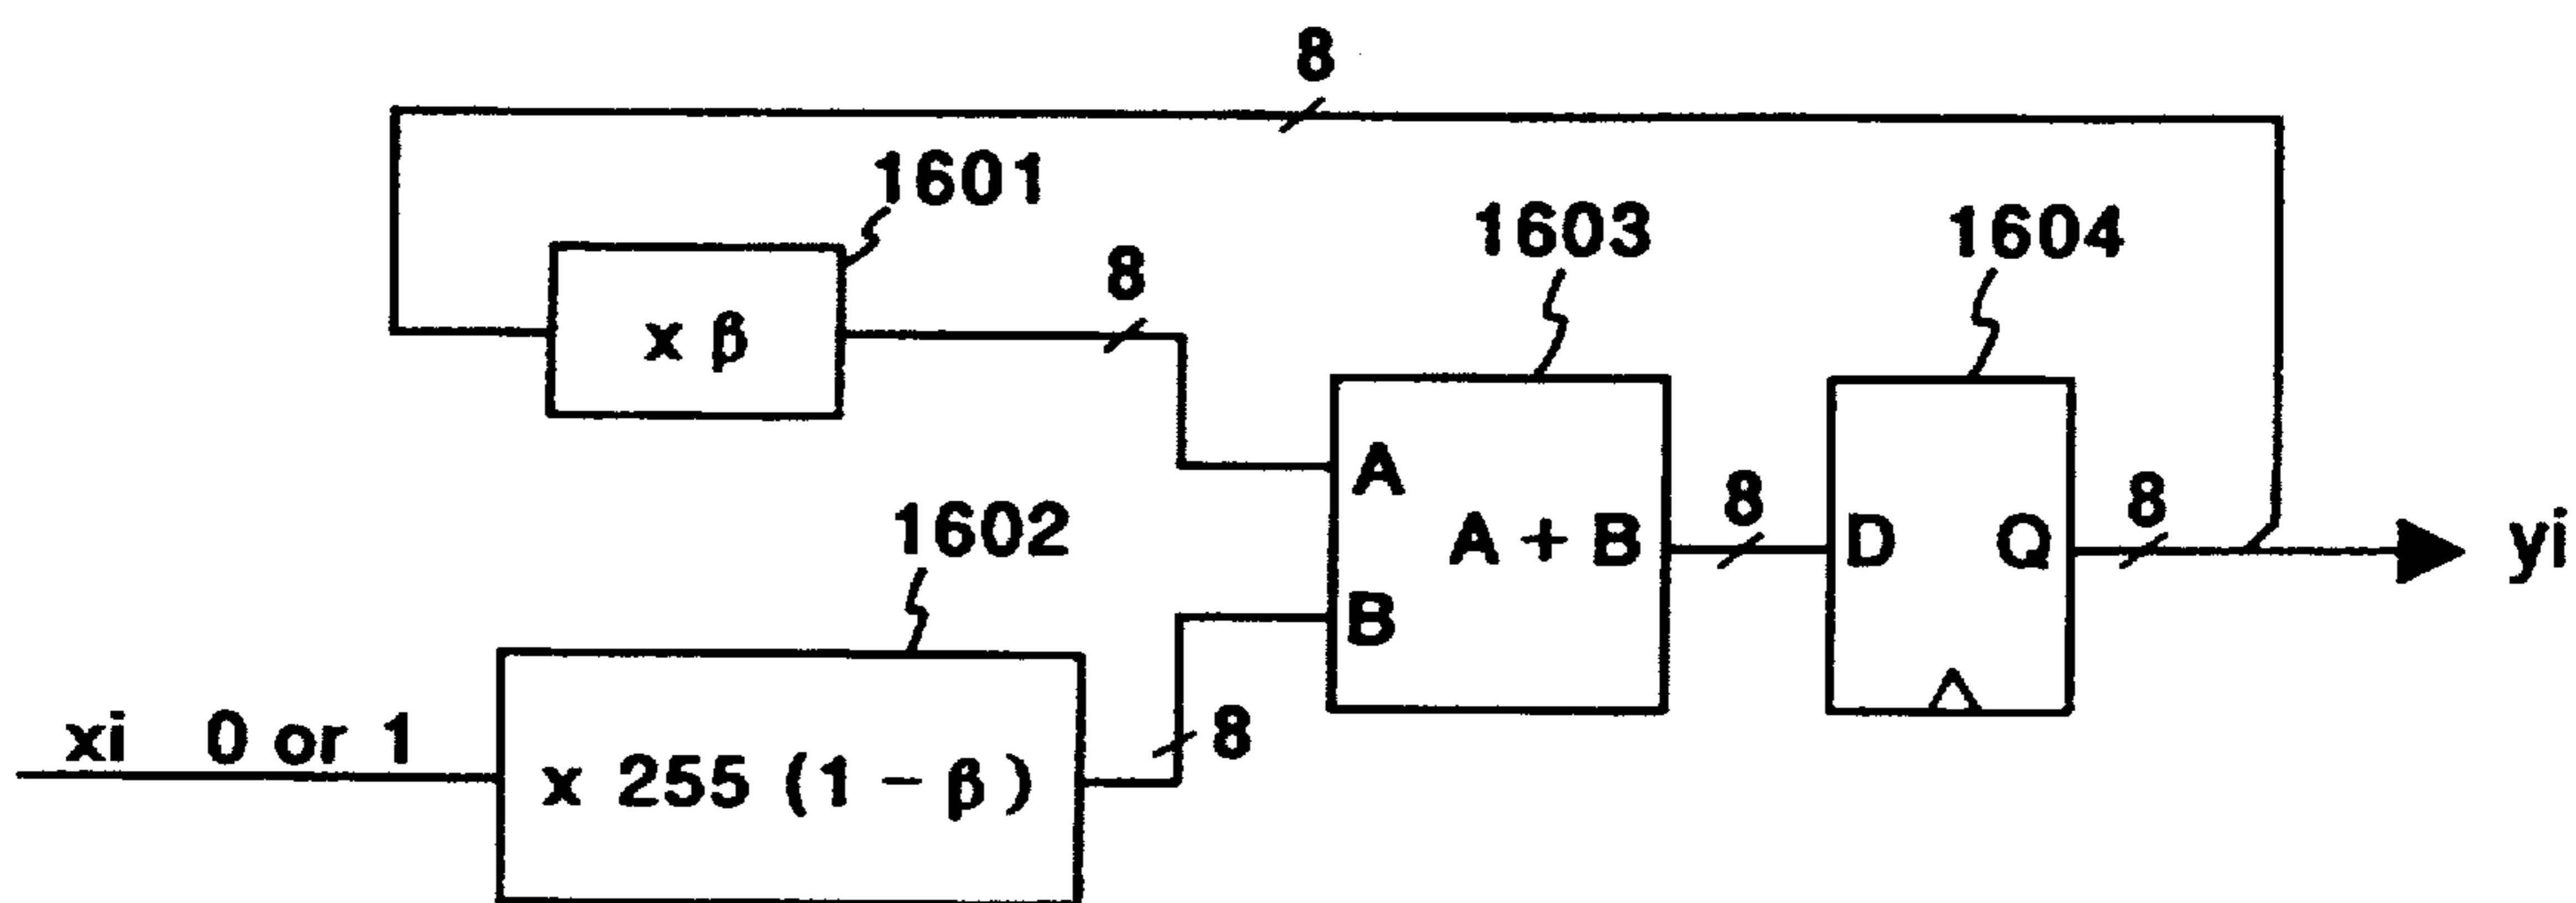 8
1601
8
x β
1603
1604
A
B
A + B
8
D
Q
8
yi
1602
xi 0 or 1
x 255 (1 - β)
8